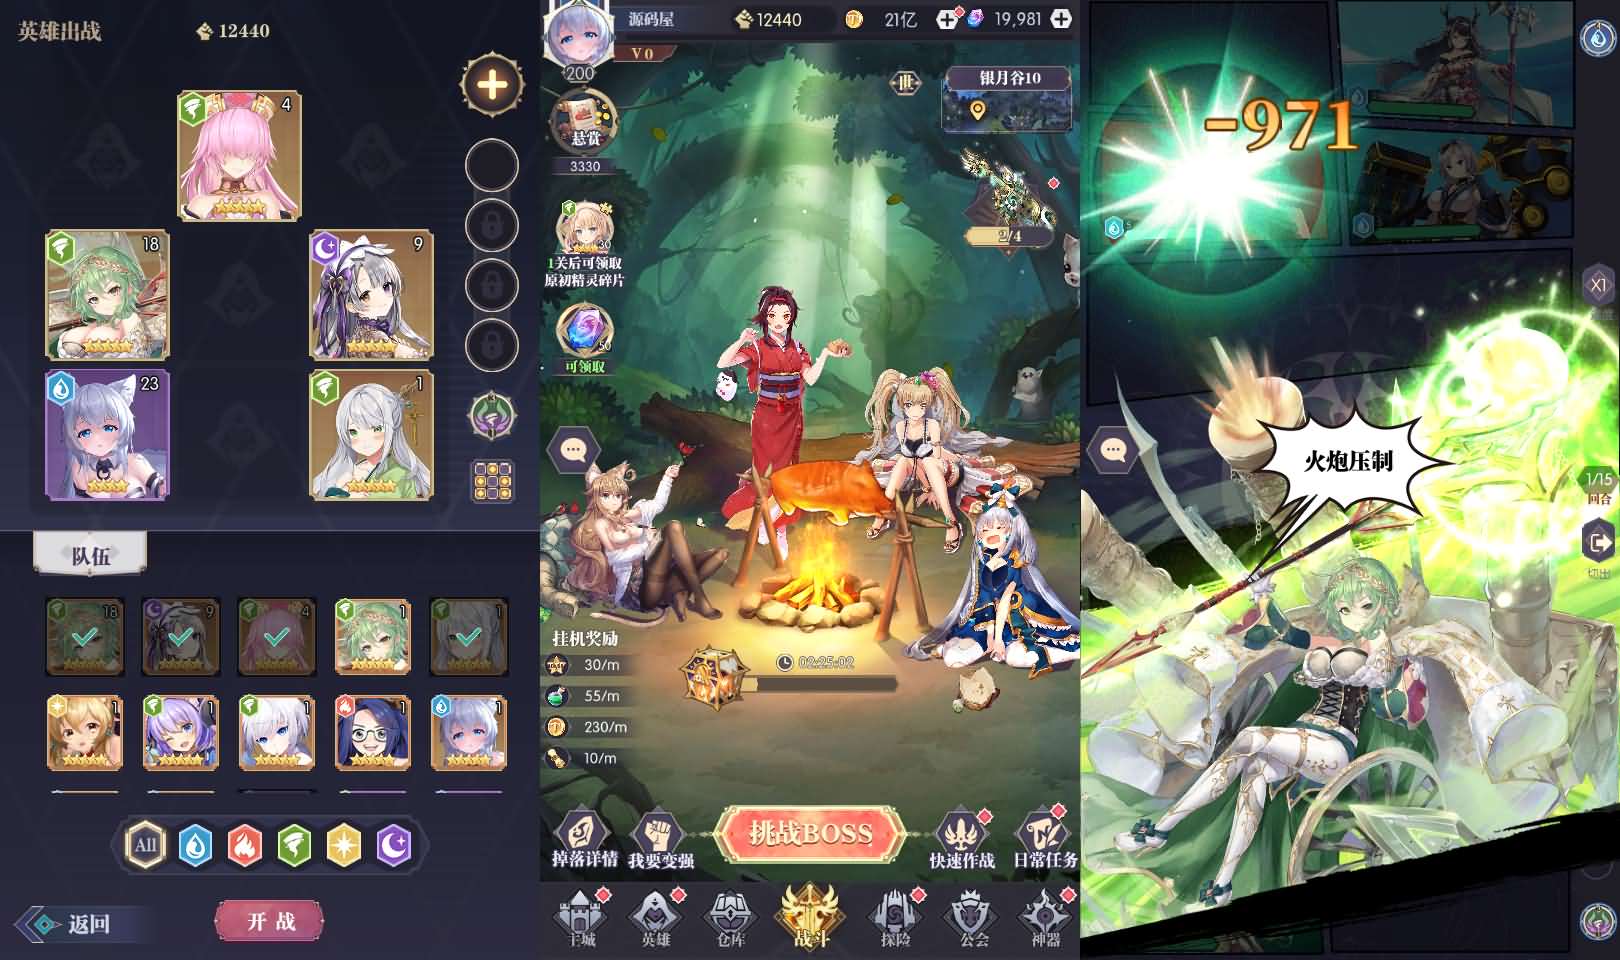 英雄出战
12440
4
18
9
23
1
队伍
18
9
4
1
1
1
1
1
1
1
All
返回
开战
源码屋
12440
21亿
19,981
V0
200
悬赏
3330
世
银月谷10
2/4
30
1关后可领取
原初精灵碎片
50
可领取
挂机奖励
30/m
55/m
230/m
10/m
02:25:02
挑战BOSS
掉落详情
我要变强
快速作战
日常任务
主城
英雄
仓库
战斗
探险
公会
神器
-971
X1
火炮压制
1/15
回合
切出